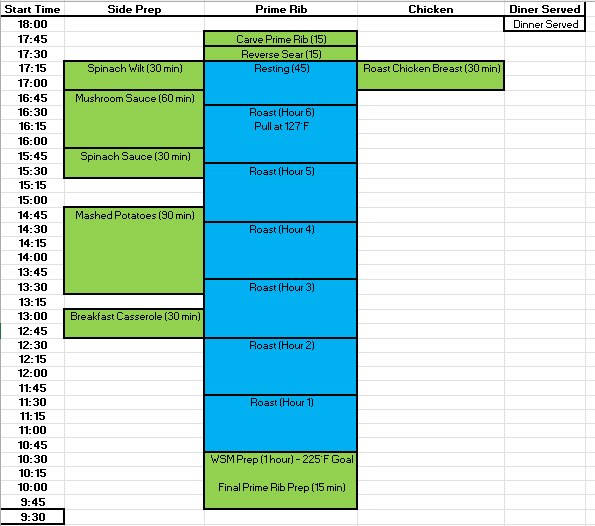 Start Time Side Prep Prime Rib Chicken Diner Served
18:00 Dinner Served
17:45 Carve Prime Rib (15)
17:30 Reverse Sear (15)
17:15 Spinach Wilt (30 min) Resting (45) Roast Chicken Breast (30 min)
17:00
16:45 Mushroom Sauce (60 min)
16:30 Roast (Hour 6)
16:15 Pull at 127°F
16:00
15:45 Spinach Sauce (30 min)
15:30 Roast (Hour 5)
15:15
15:00
14:45 Mashed Potatoes (90 min)
14:30 Roast (Hour 4)
14:15
14:00
13:45
13:30 Roast (Hour 3)
13:15
13:00 Breakfast Casserole (30 min)
12:45
12:30 Roast (Hour 2)
12:15
12:00
11:45
11:30 Roast (Hour 1)
11:15
11:00
10:45
10:30 WSM Prep (1 hour) - 225°F Goal
10:15
10:00 Final Prime Rib Prep (15 min)
9:45
9:30